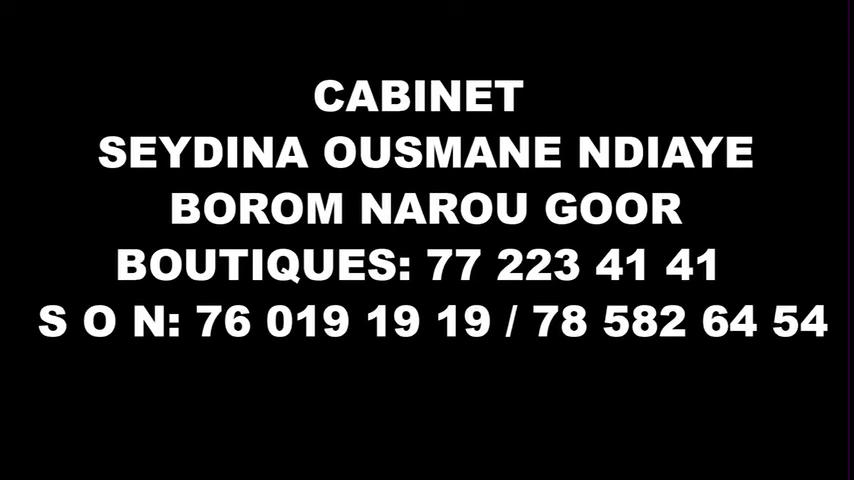 CABINET
SEYDINA OUSMANE NDIAYE
BOROM NAROU GOOR
BOUTIQUES: 77 223 41 41
S O N: 76 019 19 19 / 78 582 64 54